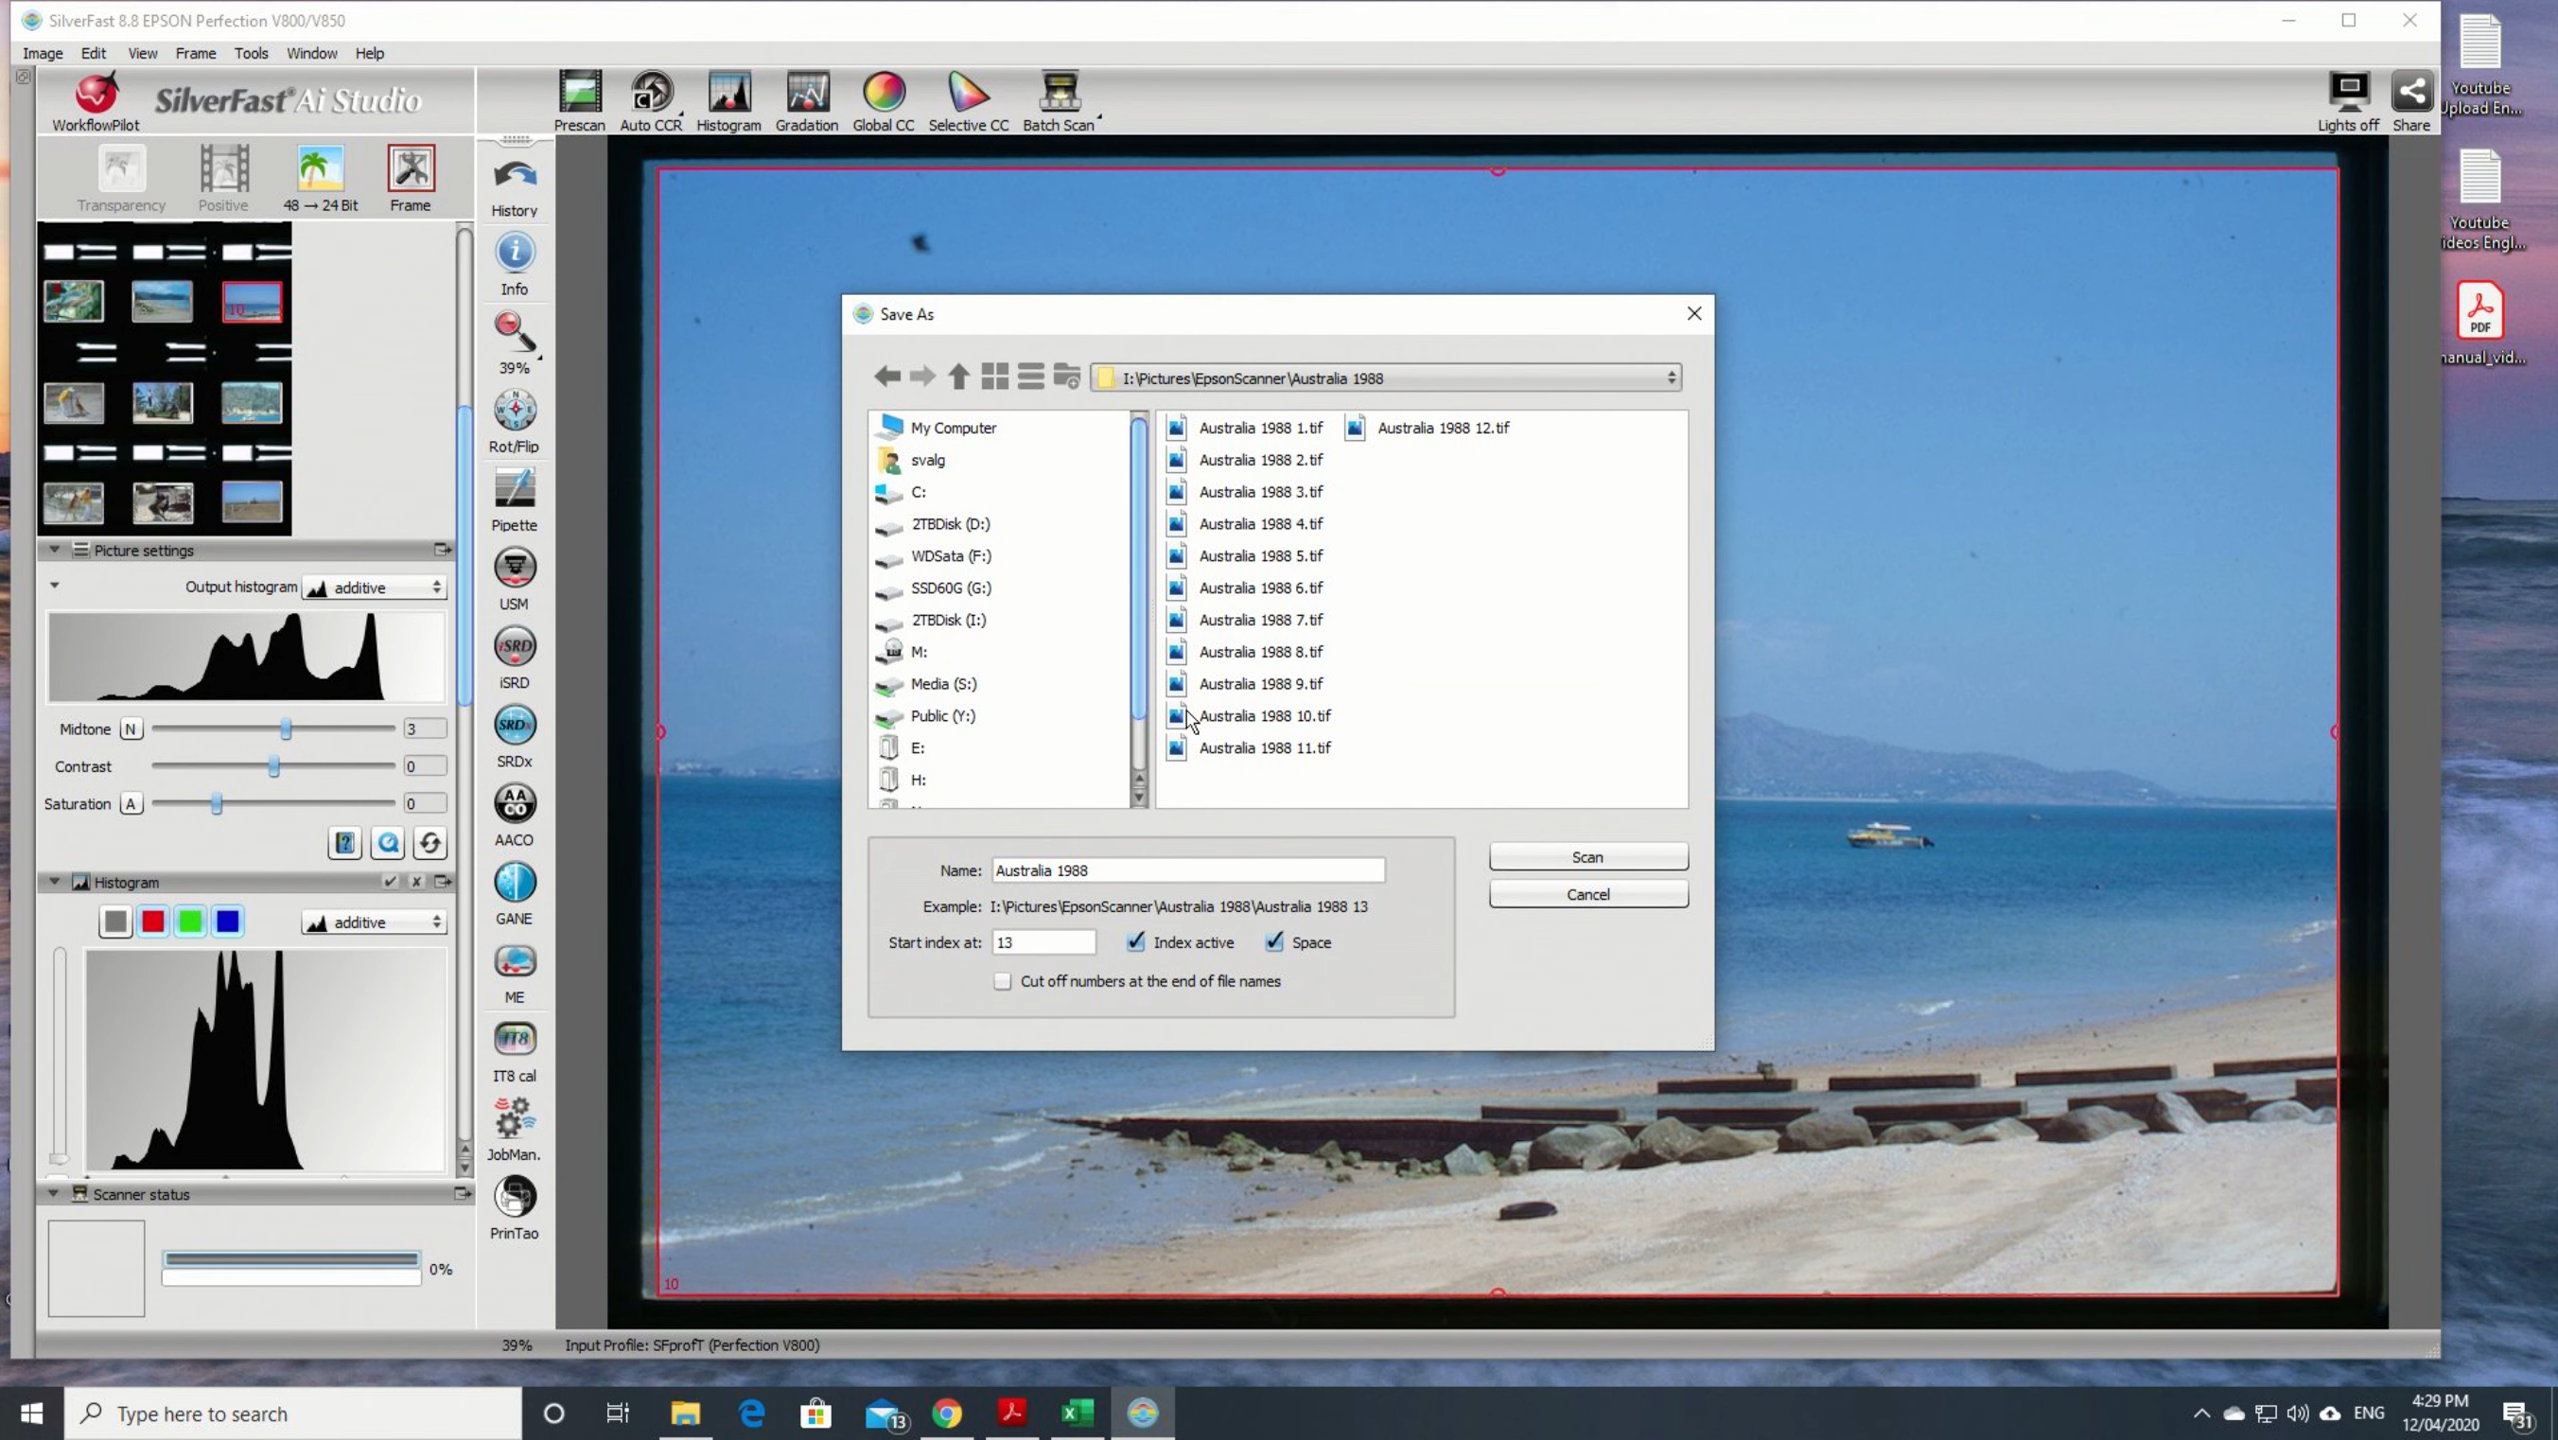 SilverFast 8.8 EPSON Perfection V800/V850
Image Edit View Frame Tools Window Help
WorkflowPilot
SilverFast® Ai Studio
Prescan Auto CCR Histogram Gradation Global CC Selective CC Batch Scan
Lights off Share
Transparency Positive 48 → 24 Bit Frame
10
Picture settings
Output histogram additive
Midtone N 3
Contrast 0
Saturation A 0
Histogram
additive
Scanner status
0%
History
Info
39%
Rot/Flip
Pipette
USM
iSRD
iSRD
SRDx
SRDx
AACO
AACO
GANE
ME
IT8
IT8 cal
JobMan.
PrinTao
Save As
I:\Pictures\EpsonScanner\Australia 1988
My Computer
svalg
C:
2TBDisk (D:)
WDSata (F:)
SSD60G (G:)
2TBDisk (I:)
M:
Media (S:)
Public (Y:)
E:
H:
Australia 1988 1.tif
Australia 1988 2.tif
Australia 1988 3.tif
Australia 1988 4.tif
Australia 1988 5.tif
Australia 1988 6.tif
Australia 1988 7.tif
Australia 1988 8.tif
Australia 1988 9.tif
Australia 1988 10.tif
Australia 1988 11.tif
Australia 1988 12.tif
Name: Australia 1988
Example: I:\Pictures\EpsonScanner\Australia 1988\Australia 1988 13
Start index at: 13 Index active Space
Cut off numbers at the end of file names
Scan
Cancel
10
39% Input Profile: SFprofT (Perfection V800)
Youtube
Upload En...
Youtube
ideos Engl...
PDF
anual_vid...
Type here to search
13
ENG
4:29 PM
12/04/2020
31